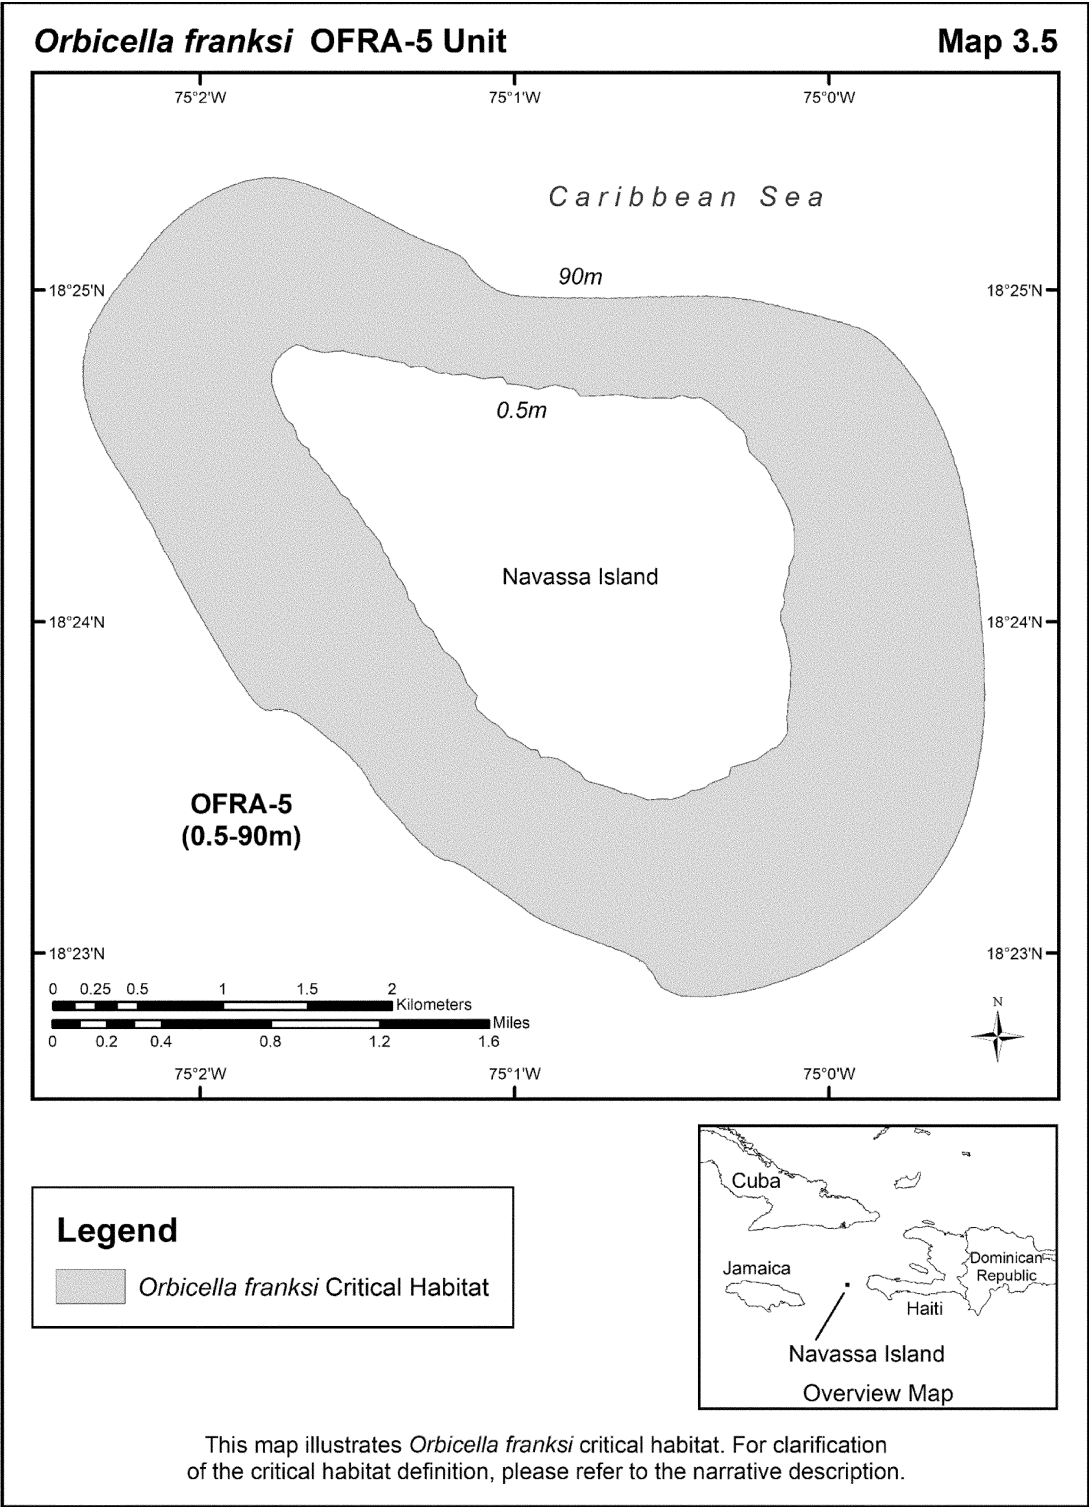 Orbicella franksi OFRA-5 Unit
Map 3.5
75°2'W
75°1'W
75°0'W
Caribbean Sea
90m
18°25'N
18°25'N
0.5m
Navassa Island
18°24'N
18°24'N
OFRA-5
(0.5-90m)
18°23'N
18°23'N
0 0.25 0.5 1 1.5 2
Kilometers
Miles
0 0.2 0.4 0.8 1.2 1.6
N
75°2'W
75°1'W
75°0'W
Legend
Orbicella franksi Critical Habitat
Cuba
Jamaica
Dominican
Republic
Haiti
Navassa Island
Overview Map
This map illustrates Orbicella franksi critical habitat. For clarification
of the critical habitat definition, please refer to the narrative description.